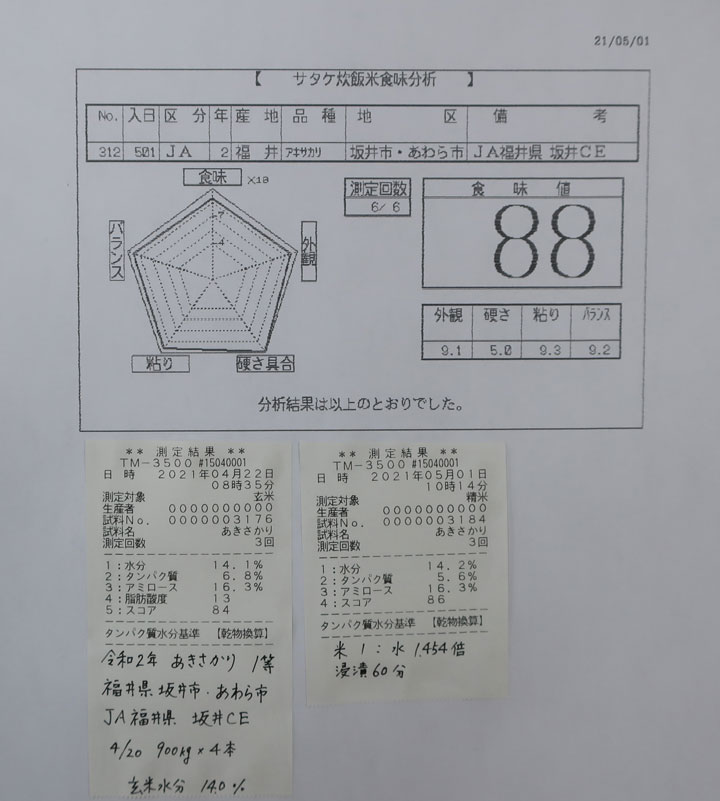 21/05/01
【 サタケ炊飯米食味分析 】
No. 入日 区分 年 産地 品種 地区 備考
312 501 JA 2 福井 アキサカリ 坂井市・あわら市 JA福井県 坂井CE
食味 ×10
7
4
外観
硬さ具合
粘り
バランス
測定回数
6/ 6
食味値
88
外観 硬さ 粘り バランス
9.1 5.0 9.3 9.2
分析結果は以上のとおりでした。
** 測定結果 **
TM-3500 #15040001
日 時 2021年04月22日
08時35分
測定対象 玄米
生産者 0000000000
試料No. 0000003176
試料名 あきさかり
測定回数 3回
1:水分 14.1%
2:タンパク質 6.8%
3:アミロース 16.3%
4:脂肪酸度 13
5:スコア 84
タンパク質水分基準 【乾物換算】
令和2年 あきさかり 1等
福井県坂井市・あわら市
JA福井県 坂井CE
4/20 900kg×4本
玄米水分 14.0%
** 測定結果 **
TM-3500 #15040001
日 時 2021年05月01日
10時14分
測定対象 精米
生産者 0000000000
試料No. 0000003184
試料名 あきさかり
測定回数 3回
1:水分 14.2%
2:タンパク質 5.6%
3:アミロース 16.3%
4:スコア 86
タンパク質水分基準 【乾物換算】
米 1:水 1.454倍
浸漬60分